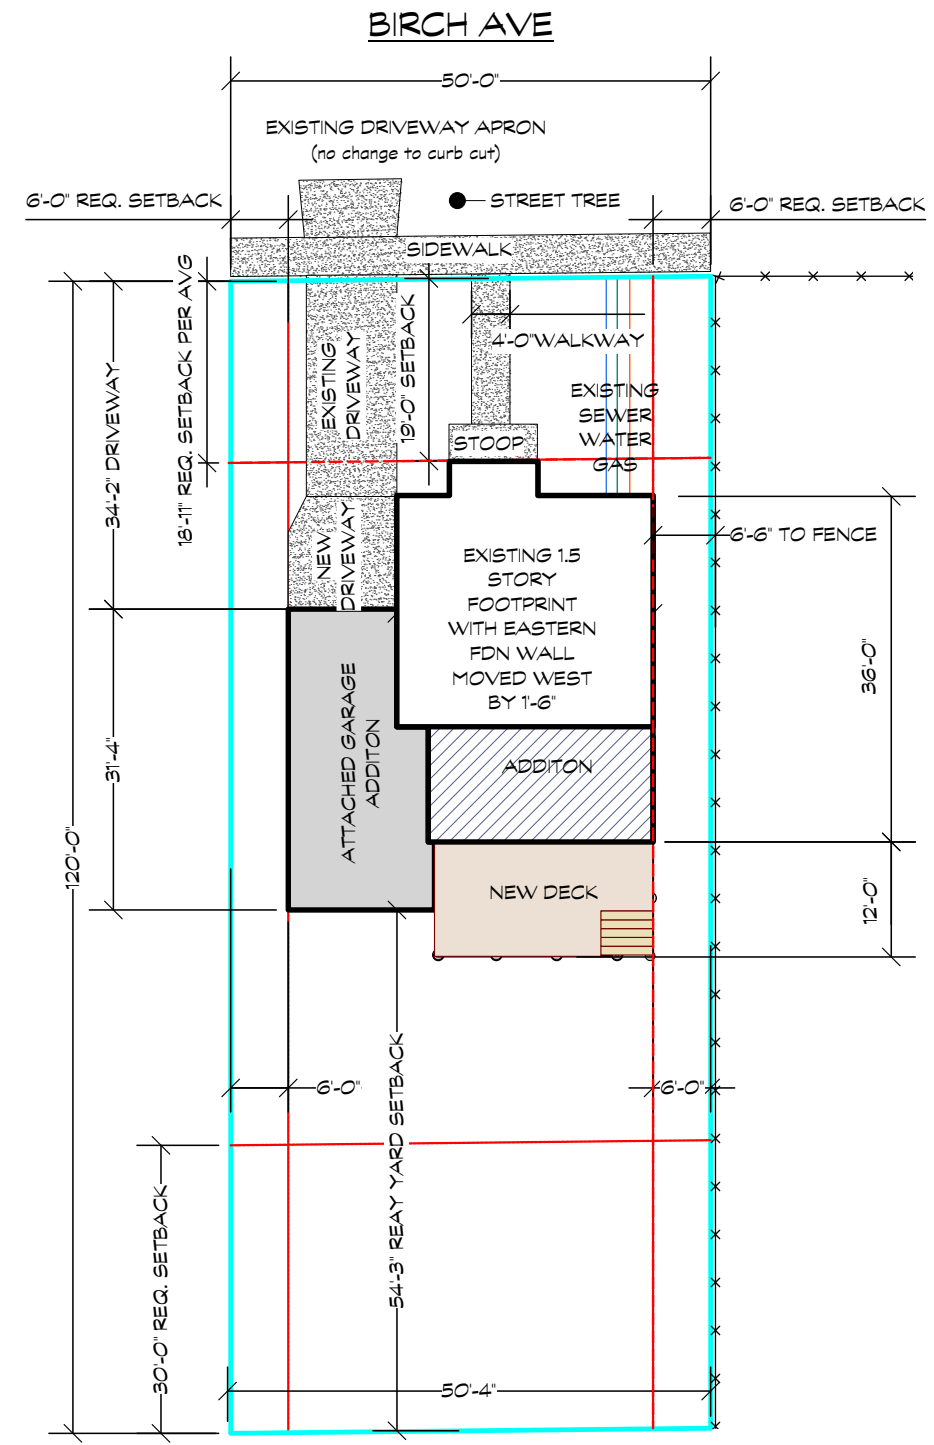 BIRCH AVE
50'-0"
EXISTING DRIVEWAY APRON
(no change to curb cut)
6'-0" REQ. SETBACK
STREET TREE
6'-0" REQ. SETBACK
SIDEWALK
18'-11" REQ. SETBACK PER AVG
34'-2" DRIVEWAY
EXISTING
DRIVEWAY
19'-0" SETBACK
4'-0" WALKWAY
EXISTING
SEWER
WATER
GAS
STOOP
NEW
DRIVEWAY
6'-6" TO FENCE
EXISTING 1.5
STORY
FOOTPRINT
WITH EASTERN
FDN WALL
MOVED WEST
BY 1'-6"
36'-0"
31'-4"
ATTACHED GARAGE
ADDITON
ADDITON
120'-0"
NEW DECK
12'-0"
6'-0"
6'-0"
54'-3" REAY YARD SETBACK
30'-0" REQ. SETBACK
50'-4"